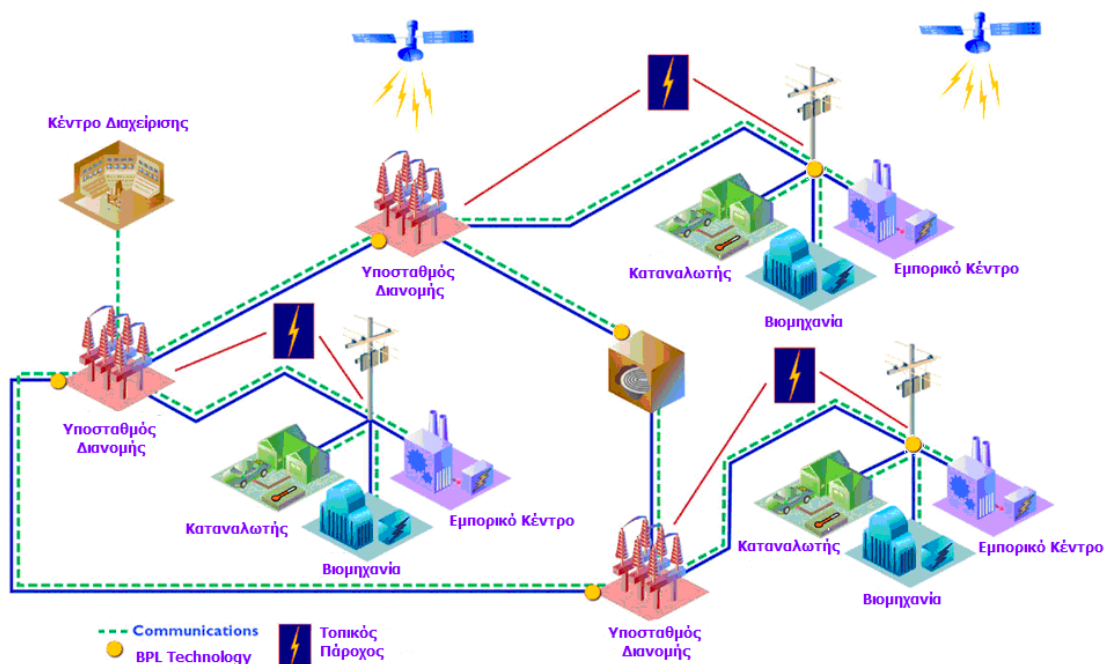 Κέντρο Διαχείρισης
Υποσταθμός
Διανομής
Καταναλωτής
Εμπορικό Κέντρο
Βιομηχανία
Υποσταθμός
Διανομής
Καταναλωτής
Εμπορικό Κέντρο
Βιομηχανία
Καταναλωτής
Εμπορικό Κέντρο
Βιομηχανία
Υποσταθμός
Διανομής
Communications
BPL Technology
Τοπικός
Πάροχος